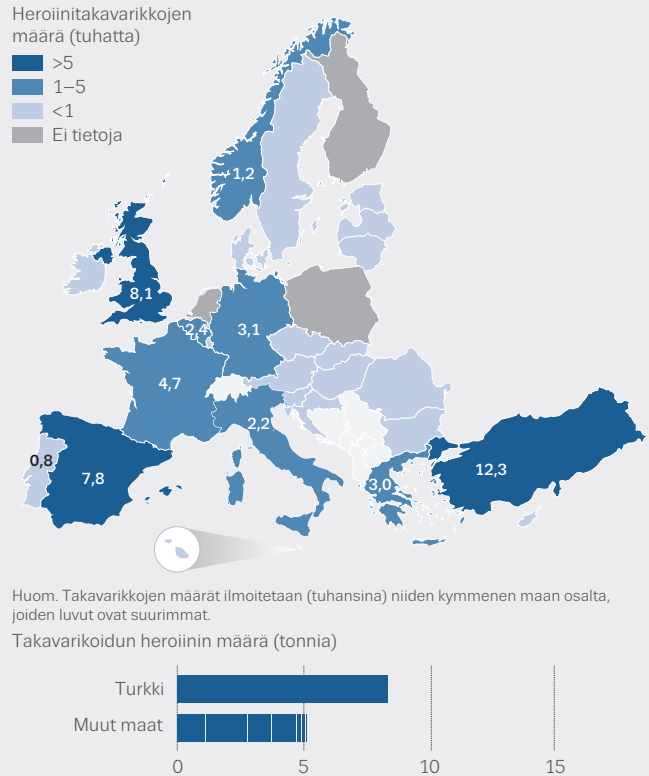 Heroiinitakavarikkojen
määrä (tuhatta)
>5
1–5
<1
Ei tietoja
1,2
8,1
2,4
3,1
4,7
2,2
0,8
7,8
3,0
12,3
Huom. Takavarikkojen määrät ilmoitetaan (tuhansina) niiden kymmenen maan osalta,
joiden luvut ovat suurimmat.
Takavarikoidun heroiinin määrä (tonnia)
Turkki
Muut maat
0 5 10 15